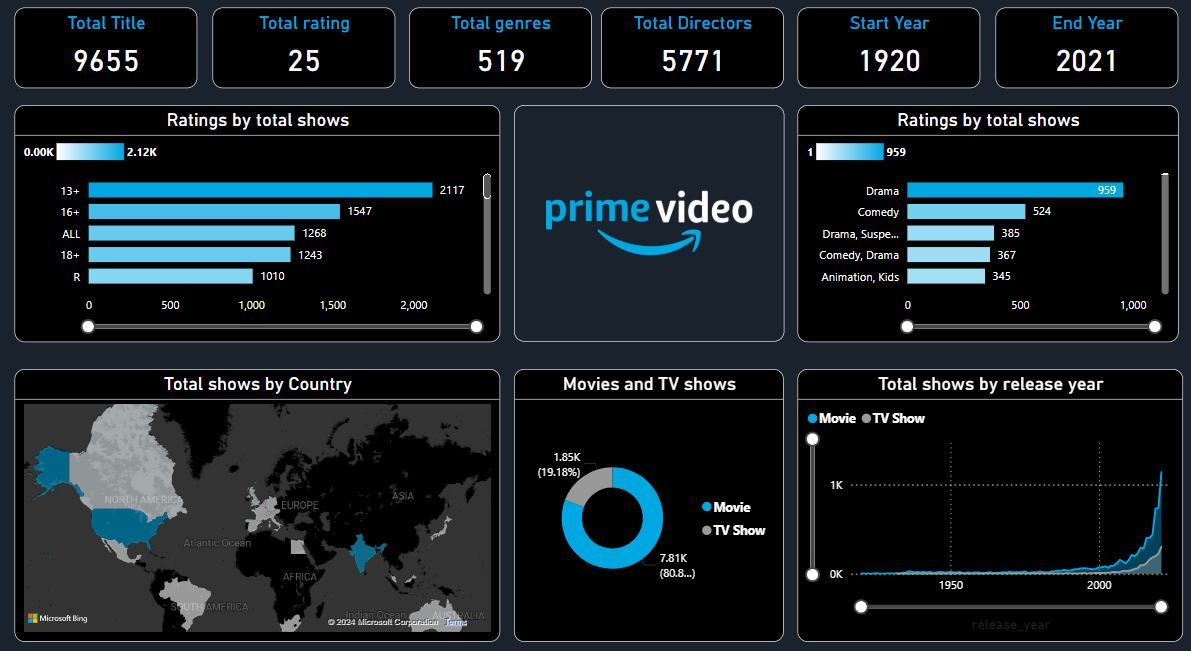 Total Title
9655
Total rating
25
Total genres
519
Total Directors
5771
Start Year
1920
End Year
2021
Ratings by total shows
0.00K 2.12K
13+ 2117
16+ 1547
ALL 1268
18+ 1243
R 1010
0 500 1,000 1,500 2,000
prime video
Ratings by total shows
1 959
Drama 959
Comedy 524
Drama, Suspe... 385
Comedy, Drama 367
Animation, Kids 345
0 500 1,000
Total shows by Country
NORTH AMERICA
EUROPE
ASIA
Atlantic Ocean
AFRICA
SOUTH AMERICA
Indian Ocean
AUSTRALIA
Microsoft Bing
© 2024 Microsoft Corporation Terms
Movies and TV shows
1.85K
(19.18%)
Movie
TV Show
7.81K
(80.8...)
Total shows by release year
Movie TV Show
1K
0K
1950 2000
release_year